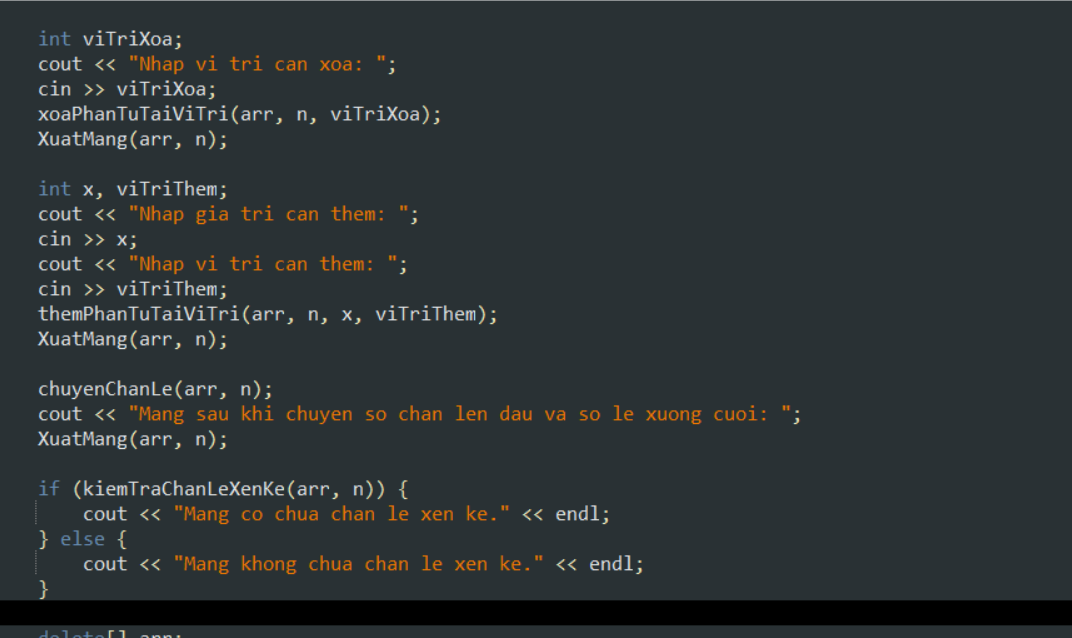 int viTriXoa;
cout << "Nhap vi tri can xoa: ";
cin >> viTriXoa;
xoaPhanTuTaiViTri(arr, n, viTriXoa);
XuatMang(arr, n);

int x, viTriThem;
cout << "Nhap gia tri can them: ";
cin >> x;
cout << "Nhap vi tri can them: ";
cin >> viTriThem;
themPhanTuTaiViTri(arr, n, x, viTriThem);
XuatMang(arr, n);

chuyenChanLe(arr, n);
cout << "Mang sau khi chuyen so chan len dau va so le xuong cuoi: ";
XuatMang(arr, n);

if (kiemTraChanLeXenKe(arr, n)) {
    cout << "Mang co chua chan le xen ke." << endl;
} else {
    cout << "Mang khong chua chan le xen ke." << endl;
}

delete[] arr;